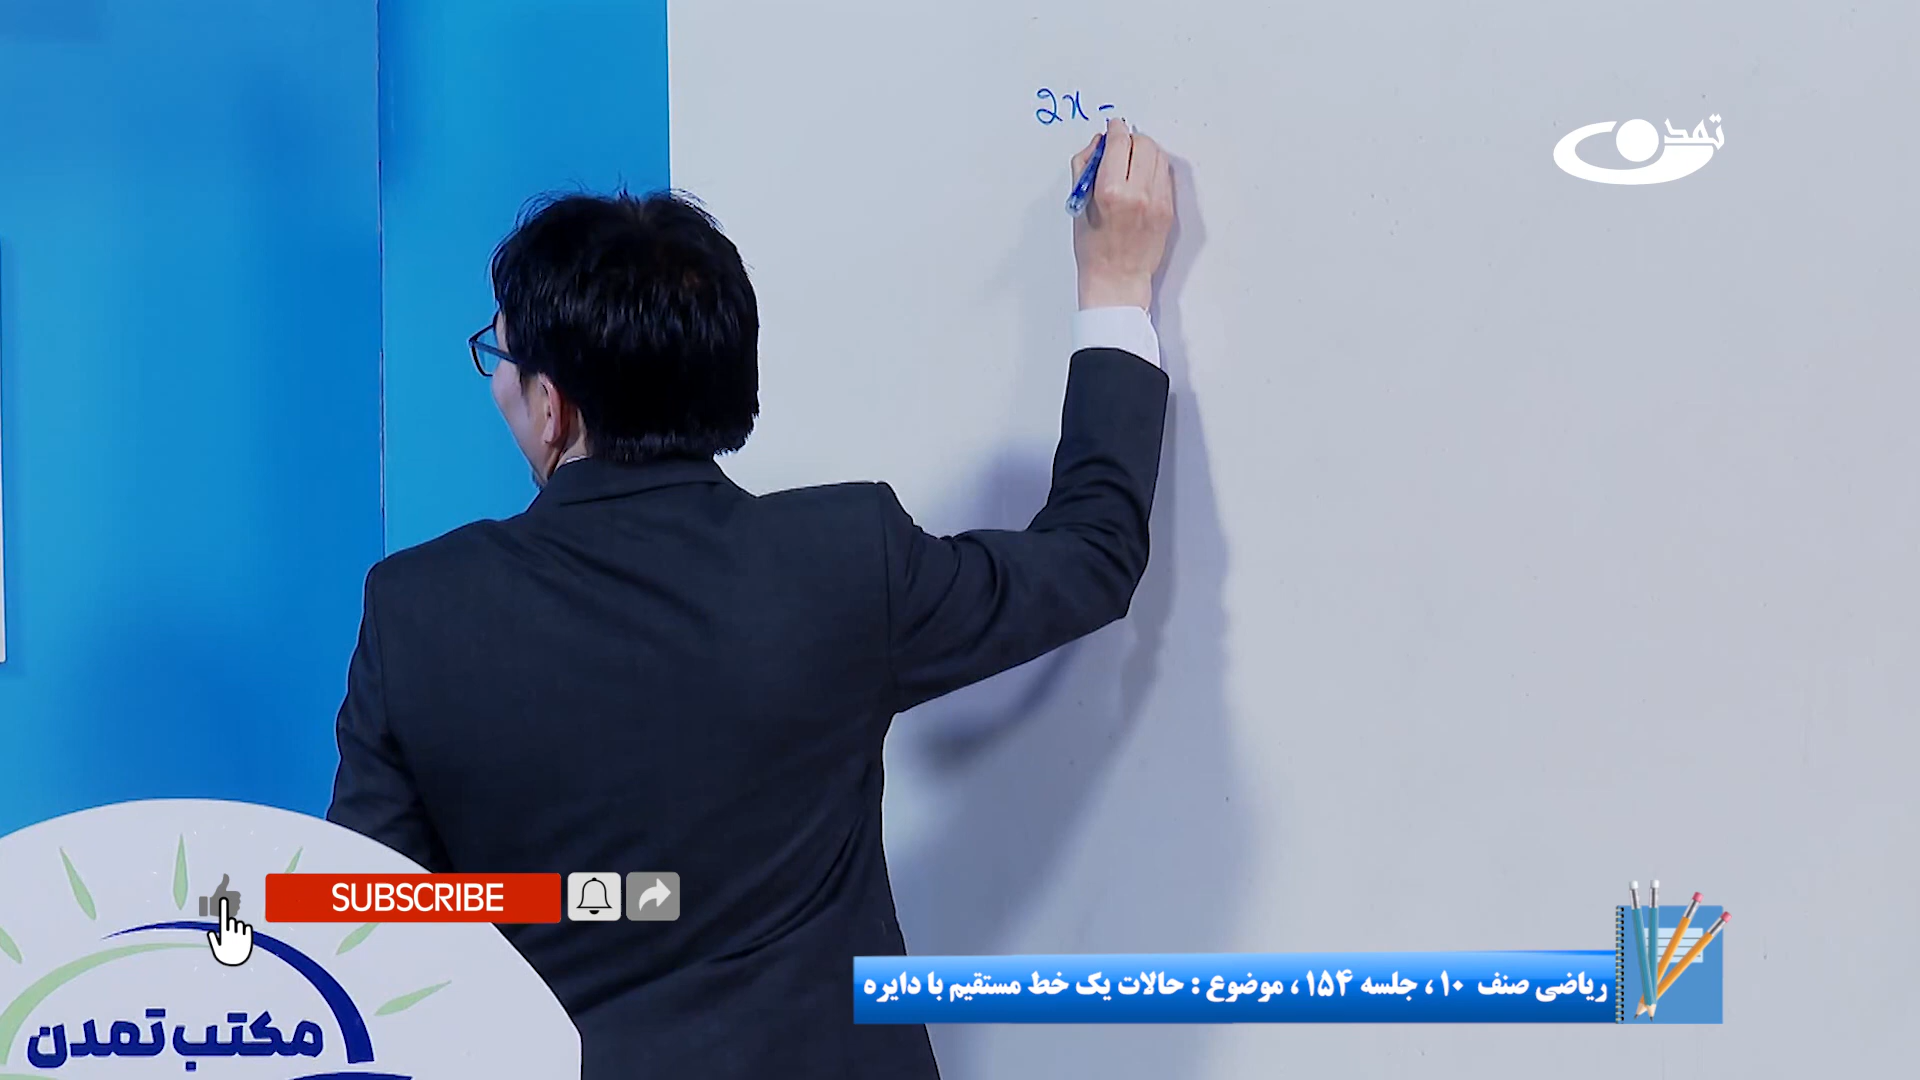 2x -
تمدن
SUBSCRIBE
ریاضی صنف ۱۰ ، جلسه ۱۵۴ ، موضوع : حالات یک خط مستقیم با دایره
مکتب تمدن